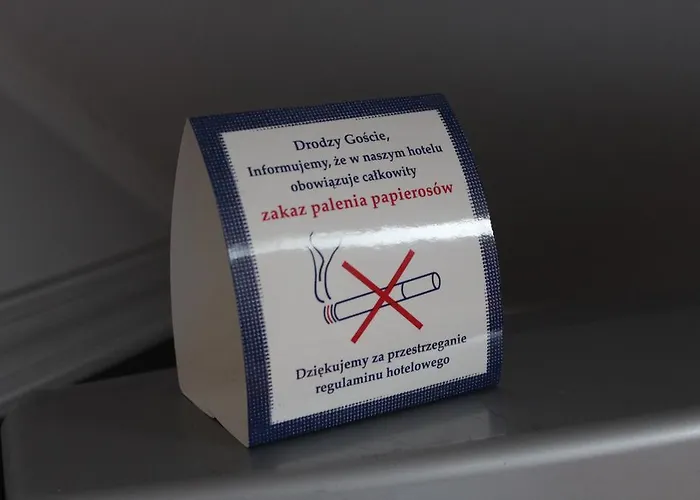 Drodzy Goście,
Informujemy, że w naszym hotelu
obowiązuje całkowity
zakaz palenia papierosów
Dziękujemy za przestrzeganie
regulaminu hotelowego